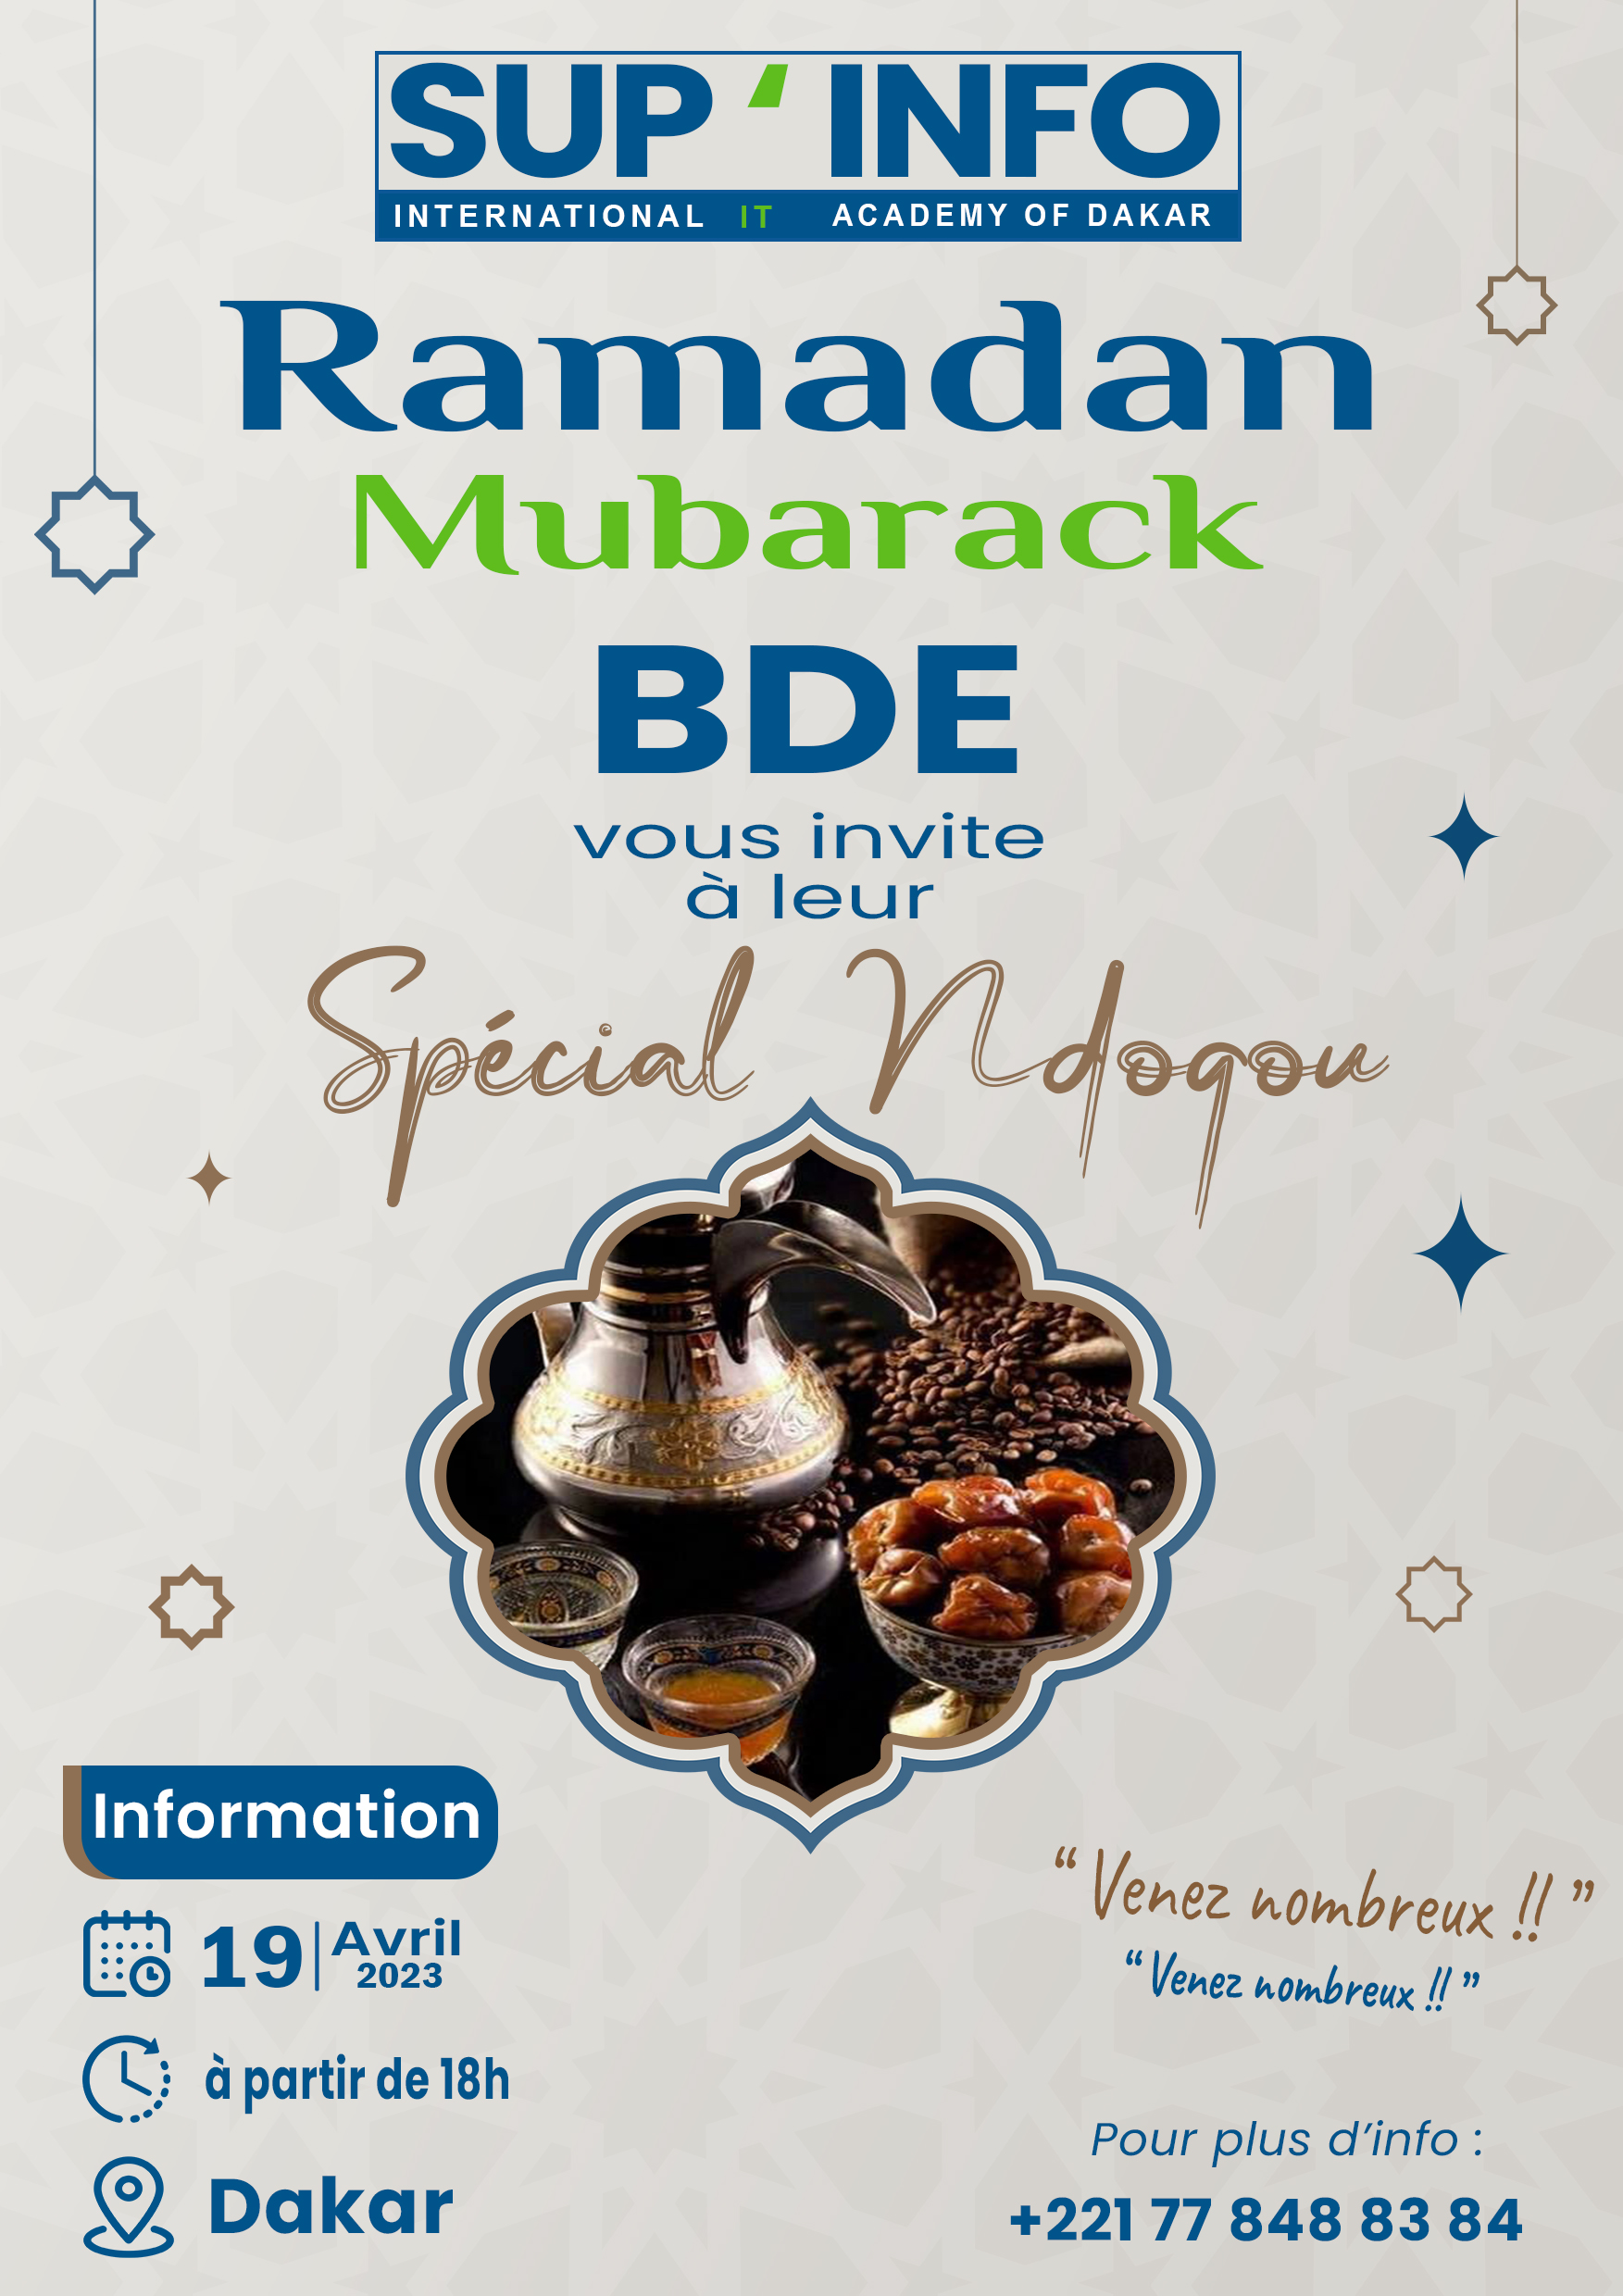 SUP ‘ INFO
INTERNATIONAL IT ACADEMY OF DAKAR
Ramadan
Mubarack
BDE
vous invite
à leur
Spécial Ndogou
Information
19 Avril
2023
à partir de 18h
Dakar
“ Venez nombreux !! ”
“ Venez nombreux !! ”
Pour plus d’info :
+221 77 848 83 84